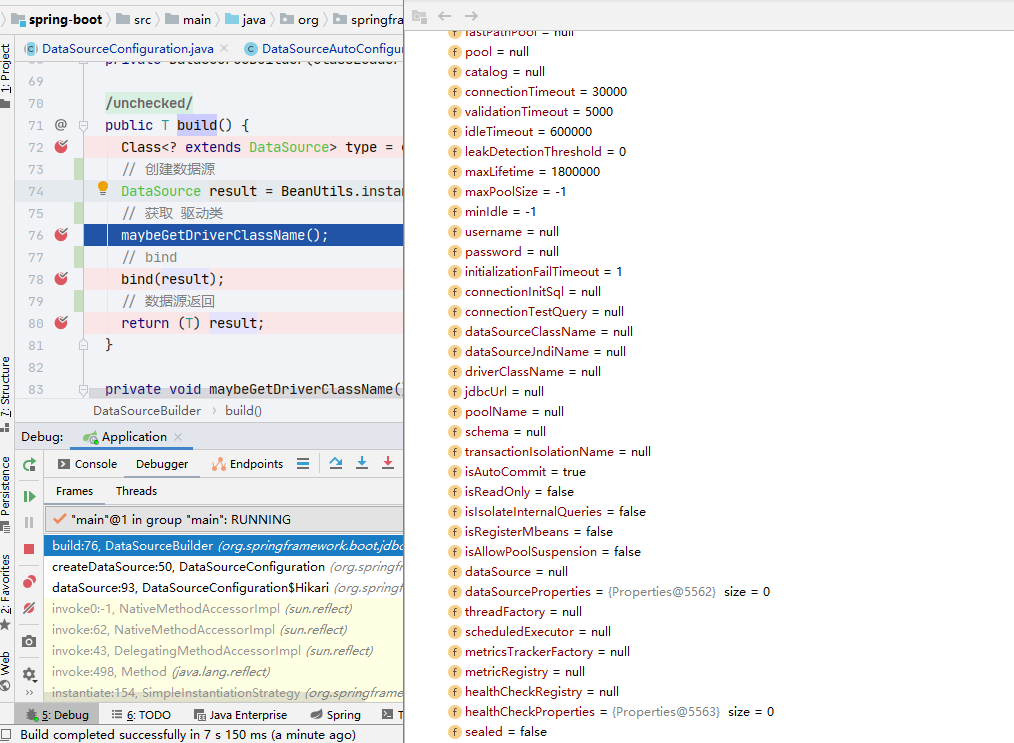 spring-boot src main java org springfra
DataSourceConfiguration.java DataSourceAutoConfigu
69
70 /unchecked/
71 @ public T build() {
72 Class<? extends DataSource> type =
73 // 创建数据源
74 DataSource result = BeanUtils.instan
75 // 获取 驱动类
76 maybeGetDriverClassName();
77 // bind
78 bind(result);
79 // 数据源返回
80 return (T) result;
81 }
82
83 private void maybeGetDriverClassName(
DataSourceBuilder build()
Debug: Application
Console Debugger Endpoints
Frames Threads
"main"@1 in group "main": RUNNING
build:76, DataSourceBuilder (org.springframework.boot.jdbc
createDataSource:50, DataSourceConfiguration (org.springf
dataSource:93, DataSourceConfiguration$Hikari (org.spring
invoke0:-1, NativeMethodAccessorImpl (sun.reflect)
invoke:62, NativeMethodAccessorImpl (sun.reflect)
invoke:43, DelegatingMethodAccessorImpl (sun.reflect)
invoke:498, Method (java.lang.reflect)
instantiate:154, SimpleInstantiationStrategy (org.springframe
5: Debug 6: TODO Java Enterprise Spring T
Build completed successfully in 7 s 150 ms (a minute ago)
1: Project
7: Structure
Persistence
2: Favorites
Web
fastPathPool = null
pool = null
catalog = null
connectionTimeout = 30000
validationTimeout = 5000
idleTimeout = 600000
leakDetectionThreshold = 0
maxLifetime = 1800000
maxPoolSize = -1
minIdle = -1
username = null
password = null
initializationFailTimeout = 1
connectionInitSql = null
connectionTestQuery = null
dataSourceClassName = null
dataSourceJndiName = null
driverClassName = null
jdbcUrl = null
poolName = null
schema = null
transactionIsolationName = null
isAutoCommit = true
isReadOnly = false
isIsolateInternalQueries = false
isRegisterMbeans = false
isAllowPoolSuspension = false
dataSource = null
dataSourceProperties = {Properties@5562} size = 0
threadFactory = null
scheduledExecutor = null
metricsTrackerFactory = null
metricRegistry = null
healthCheckRegistry = null
healthCheckProperties = {Properties@5563} size = 0
sealed = false